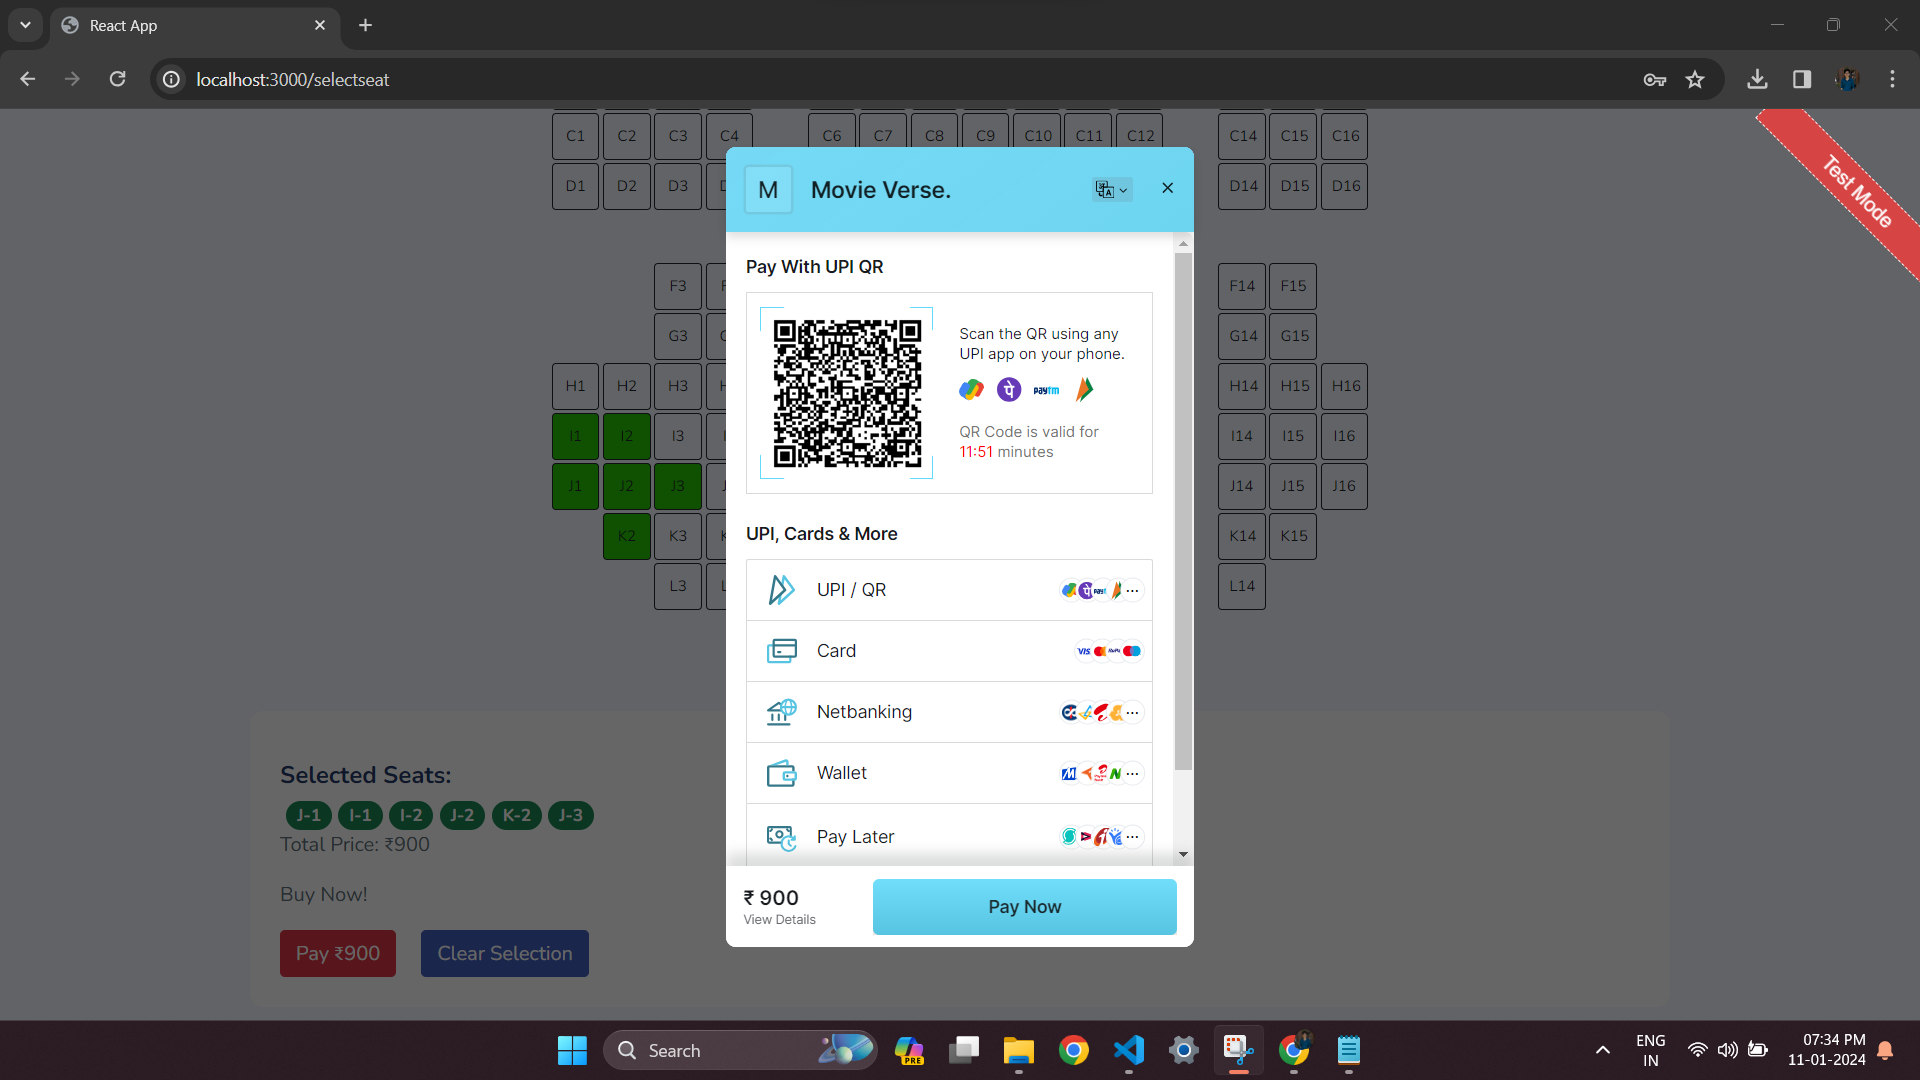 React App
localhost:3000/selectseat
C1 C2 C3 C4 C6 C7 C8 C9 C10 C11 C12 C14 C15 C16
D1 D2 D3 D14 D15 D16
F3 F14 F15
G3 G14 G15
H1 H2 H3 H14 H15 H16
I1 I2 I3 I14 I15 I16
J1 J2 J3 J14 J15 J16
K2 K3 K14 K15
L3 L14
Test Mode
M Movie Verse.
Pay With UPI QR
Scan the QR using any
UPI app on your phone.
paytm
QR Code is valid for
11:51 minutes
UPI, Cards & More
UPI / QR
Card
VISA
Netbanking
Wallet
Pay Later
₹ 900
View Details
Pay Now
Selected Seats:
J-1 I-1 I-2 J-2 K-2 J-3
Total Price: ₹900
Buy Now!
Pay ₹900 Clear Selection
Search
PRE
ENG
IN
07:34 PM
11-01-2024